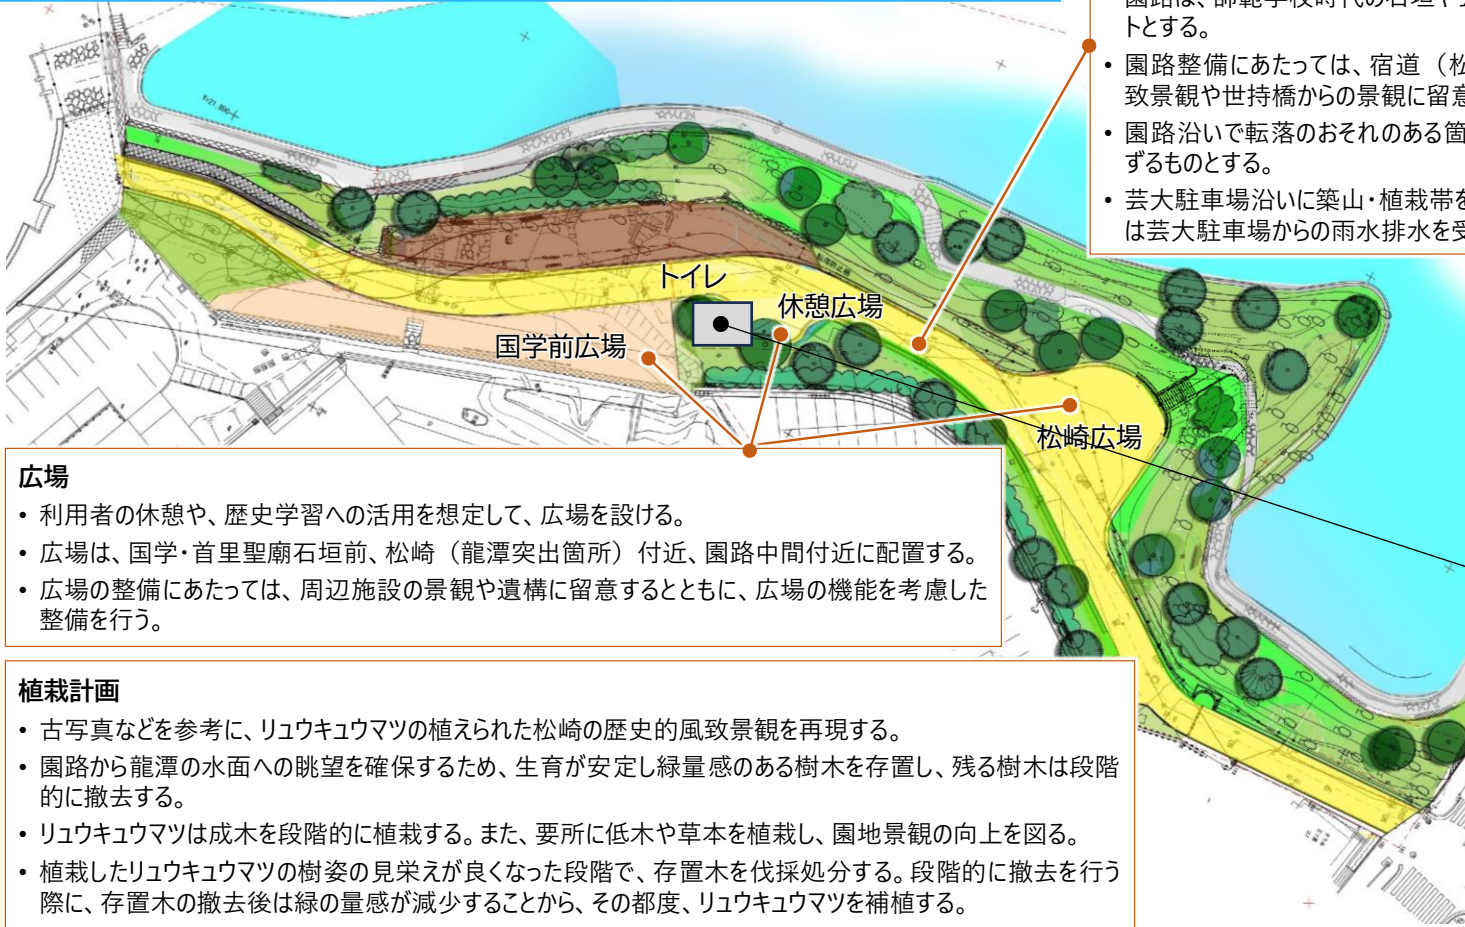 園路は、師範学校時代の石垣や
トとする。
• 園路整備にあたっては、宿道（松
致景観や世持橋からの景観に留意
• 園路沿いで転落のおそれのある箇
ずるものとする。
• 芸大駐車場沿いに築山・植栽帯を
は芸大駐車場からの雨水排水を受
トイレ
休憩広場
国学前広場
松崎広場
広場
• 利用者の休憩や、歴史学習への活用を想定して、広場を設ける。
• 広場は、国学・首里聖廟石垣前、松崎（龍潭突出箇所）付近、園路中間付近に配置する。
• 広場の整備にあたっては、周辺施設の景観や遺構に留意するとともに、広場の機能を考慮した
整備を行う。
植栽計画
• 古写真などを参考に、リュウキュウマツの植えられた松崎の歴史的風致景観を再現する。
• 園路から龍潭の水面への眺望を確保するため、生育が安定し緑量感のある樹木を存置し、残る樹木は段階
的に撤去する。
• リュウキュウマツは成木を段階的に植栽する。また、要所に低木や草本を植栽し、園地景観の向上を図る。
• 植栽したリュウキュウマツの樹姿の見栄えが良くなった段階で、存置木を伐採処分する。段階的に撤去を行う
際に、存置木の撤去後は緑の量感が減少することから、その都度、リュウキュウマツを補植する。